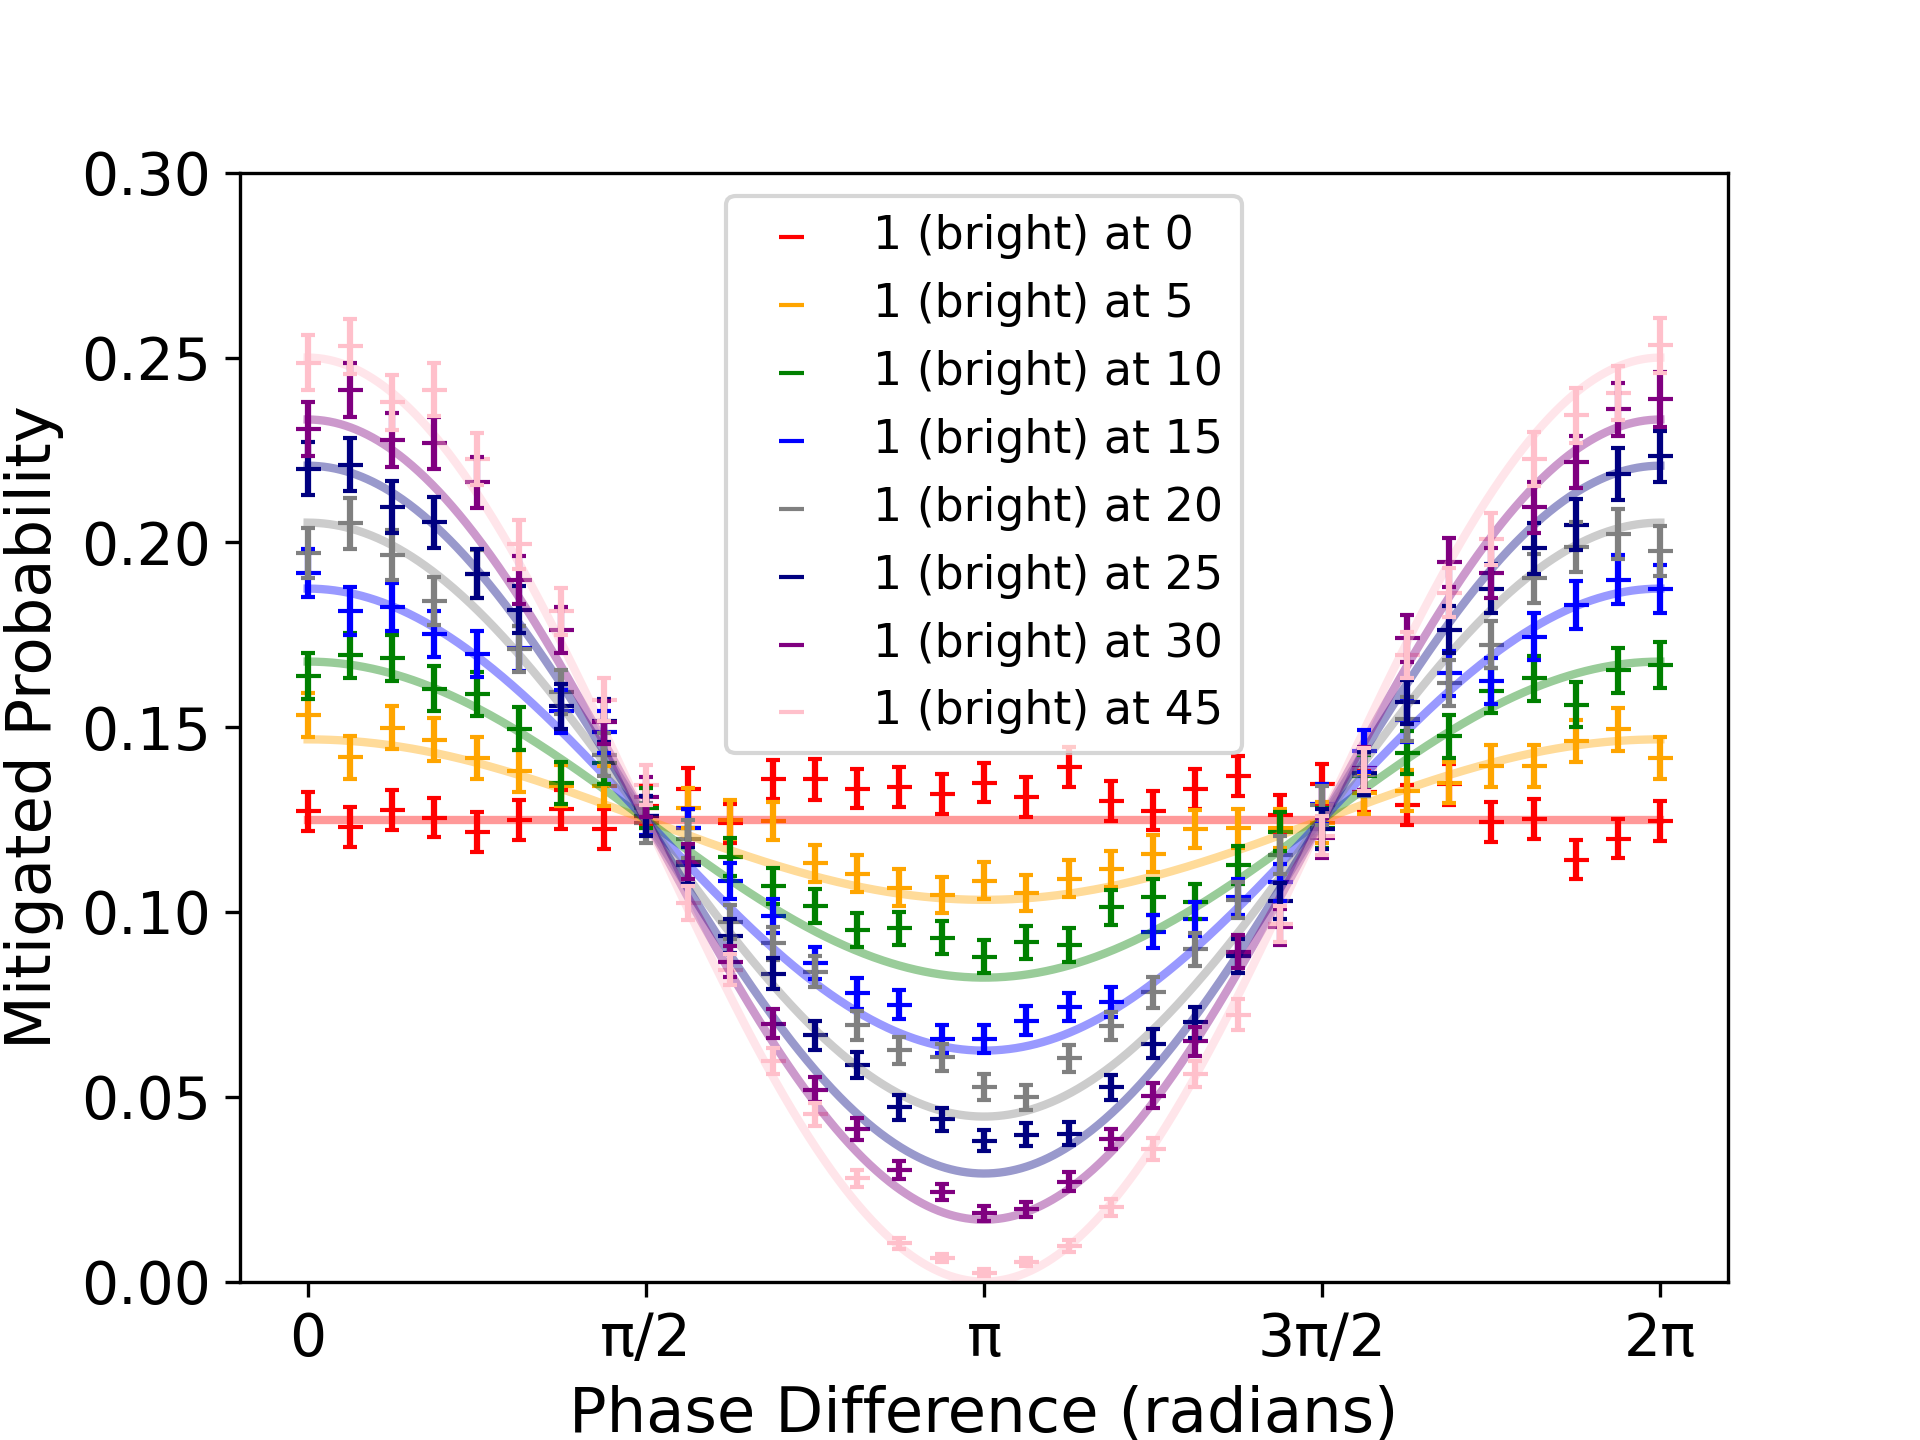 0.30
0.25
0.20
0.15
0.10
0.05
0.00
Mitigated Probability
1 (bright) at 0
1 (bright) at 5
1 (bright) at 10
1 (bright) at 15
1 (bright) at 20
1 (bright) at 25
1 (bright) at 30
1 (bright) at 45
0 π/2 π 3π/2 2π
Phase Difference (radians)